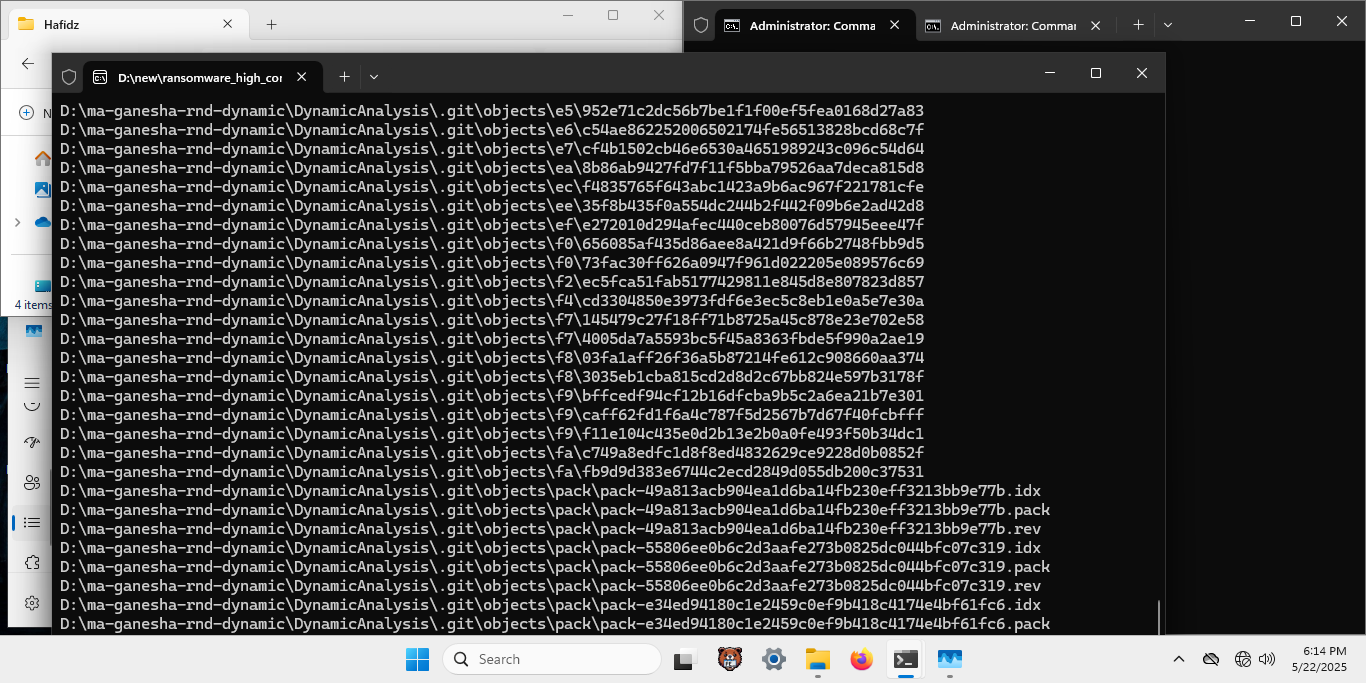 Hafidz
Administrator: Comma
Administrator: Comman
D:\new\ransomware_high_cor
N
4 items
D:\ma-ganesha-rnd-dynamic\DynamicAnalysis\.git\objects\e5\952e71c2dc56b7be1f1f00ef5fea0168d27a83
D:\ma-ganesha-rnd-dynamic\DynamicAnalysis\.git\objects\e6\c54ae862252006502174fe56513828bcd68c7f
D:\ma-ganesha-rnd-dynamic\DynamicAnalysis\.git\objects\e7\cf4b1502cb46e6530a4651989243c096c54d64
D:\ma-ganesha-rnd-dynamic\DynamicAnalysis\.git\objects\ea\8b86ab9427fd7f11f5bba79526aa7deca815d8
D:\ma-ganesha-rnd-dynamic\DynamicAnalysis\.git\objects\ec\f4835765f643abc1423a9b6ac967f221781cfe
D:\ma-ganesha-rnd-dynamic\DynamicAnalysis\.git\objects\ee\35f8b435f0a554dc244b2f442f09b6e2ad42d8
D:\ma-ganesha-rnd-dynamic\DynamicAnalysis\.git\objects\ef\e272010d294afec440ceb80076d57945eee47f
D:\ma-ganesha-rnd-dynamic\DynamicAnalysis\.git\objects\f0\656085af435d86aee8a421d9f66b2748fbb9d5
D:\ma-ganesha-rnd-dynamic\DynamicAnalysis\.git\objects\f0\73fac30ff626a0947f961d022205e089576c69
D:\ma-ganesha-rnd-dynamic\DynamicAnalysis\.git\objects\f2\ec5fca51fab5177429811e845d8e807823d857
D:\ma-ganesha-rnd-dynamic\DynamicAnalysis\.git\objects\f4\cd3304850e3973fdf6e3ec5c8eb1e0a5e7e30a
D:\ma-ganesha-rnd-dynamic\DynamicAnalysis\.git\objects\f7\145479c27f18ff71b8725a45c878e23e702e58
D:\ma-ganesha-rnd-dynamic\DynamicAnalysis\.git\objects\f7\4005da7a5593bc5f45a8363fbde5f990a2ae19
D:\ma-ganesha-rnd-dynamic\DynamicAnalysis\.git\objects\f8\03fa1aff26f36a5b87214fe612c908660aa374
D:\ma-ganesha-rnd-dynamic\DynamicAnalysis\.git\objects\f8\3035eb1cba815cd2d8d2c67bb824e597b3178f
D:\ma-ganesha-rnd-dynamic\DynamicAnalysis\.git\objects\f9\bffcedf94cf12b16dfcba9b5c2a6ea21b7e301
D:\ma-ganesha-rnd-dynamic\DynamicAnalysis\.git\objects\f9\caff62fd1f6a4c787f5d2567b7d67f40fcbfff
D:\ma-ganesha-rnd-dynamic\DynamicAnalysis\.git\objects\f9\f11e104c435e0d2b13e2b0a0fe493f50b34dc1
D:\ma-ganesha-rnd-dynamic\DynamicAnalysis\.git\objects\fa\c749a8edfc1d8f8ed4832629ce9228d0b0852f
D:\ma-ganesha-rnd-dynamic\DynamicAnalysis\.git\objects\fa\fb9d9d383e6744c2ecd2849d055db200c37531
D:\ma-ganesha-rnd-dynamic\DynamicAnalysis\.git\objects\pack\pack-49a813acb904ea1d6ba14fb230eff3213bb9e77b.idx
D:\ma-ganesha-rnd-dynamic\DynamicAnalysis\.git\objects\pack\pack-49a813acb904ea1d6ba14fb230eff3213bb9e77b.pack
D:\ma-ganesha-rnd-dynamic\DynamicAnalysis\.git\objects\pack\pack-49a813acb904ea1d6ba14fb230eff3213bb9e77b.rev
D:\ma-ganesha-rnd-dynamic\DynamicAnalysis\.git\objects\pack\pack-55806ee0b6c2d3aafe273b0825dc044bfc07c319.idx
D:\ma-ganesha-rnd-dynamic\DynamicAnalysis\.git\objects\pack\pack-55806ee0b6c2d3aafe273b0825dc044bfc07c319.pack
D:\ma-ganesha-rnd-dynamic\DynamicAnalysis\.git\objects\pack\pack-55806ee0b6c2d3aafe273b0825dc044bfc07c319.rev
D:\ma-ganesha-rnd-dynamic\DynamicAnalysis\.git\objects\pack\pack-e34ed94180c1e2459c0ef9b418c4174e4bf61fc6.idx
D:\ma-ganesha-rnd-dynamic\DynamicAnalysis\.git\objects\pack\pack-e34ed94180c1e2459c0ef9b418c4174e4bf61fc6.pack
Search
6:14 PM
5/22/2025